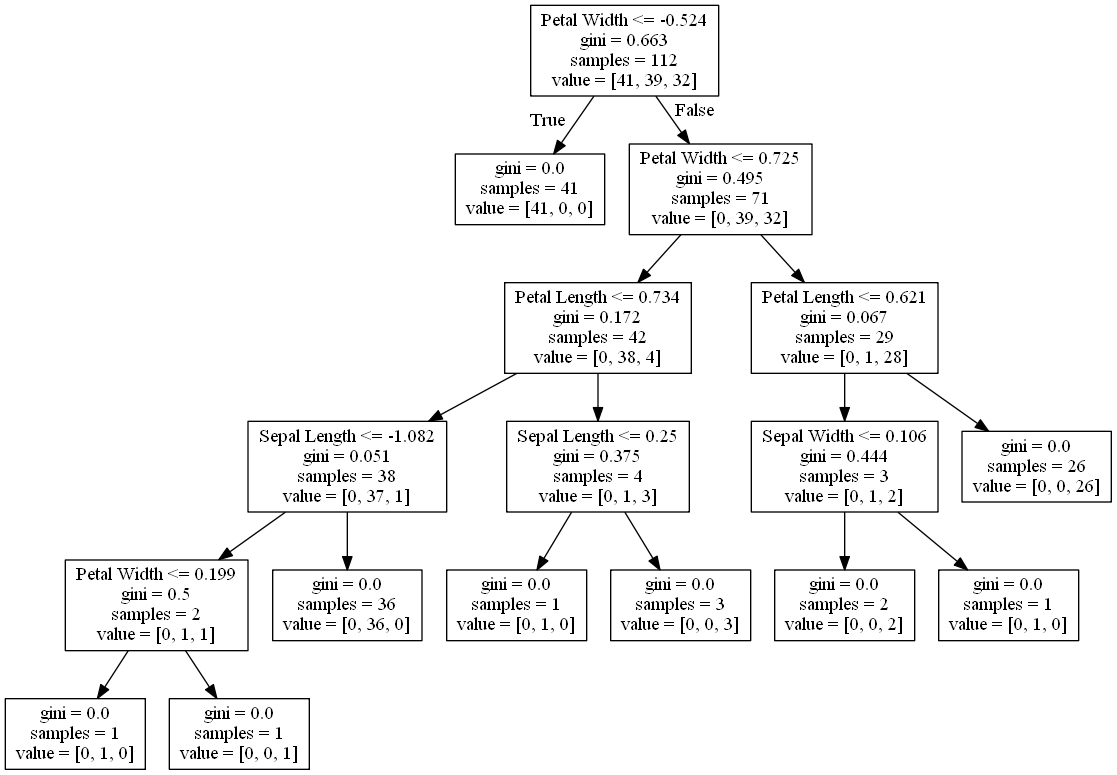 Petal Width <= -0.524
gini = 0.663
samples = 112
value = [41, 39, 32]
True
False
gini = 0.0
samples = 41
value = [41, 0, 0]
Petal Width <= 0.725
gini = 0.495
samples = 71
value = [0, 39, 32]
Petal Length <= 0.734
gini = 0.172
samples = 42
value = [0, 38, 4]
Petal Length <= 0.621
gini = 0.067
samples = 29
value = [0, 1, 28]
Sepal Length <= -1.082
gini = 0.051
samples = 38
value = [0, 37, 1]
Sepal Length <= 0.25
gini = 0.375
samples = 4
value = [0, 1, 3]
Sepal Width <= 0.106
gini = 0.444
samples = 3
value = [0, 1, 2]
gini = 0.0
samples = 26
value = [0, 0, 26]
Petal Width <= 0.199
gini = 0.5
samples = 2
value = [0, 1, 1]
gini = 0.0
samples = 36
value = [0, 36, 0]
gini = 0.0
samples = 1
value = [0, 1, 0]
gini = 0.0
samples = 3
value = [0, 0, 3]
gini = 0.0
samples = 2
value = [0, 0, 2]
gini = 0.0
samples = 1
value = [0, 1, 0]
gini = 0.0
samples = 1
value = [0, 1, 0]
gini = 0.0
samples = 1
value = [0, 0, 1]